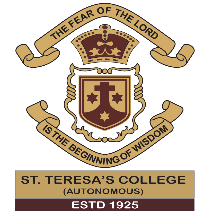 THE FEAR OF THE LORD
IS THE BEGINNING OF WISDOM
ST. TERESA'S COLLEGE
(AUTONOMOUS)
ESTD 1925